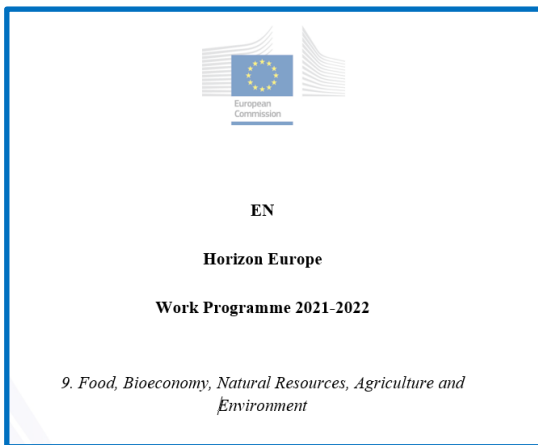 European
Commission
EN
Horizon Europe
Work Programme 2021-2022
9. Food, Bioeconomy, Natural Resources, Agriculture and
Environment